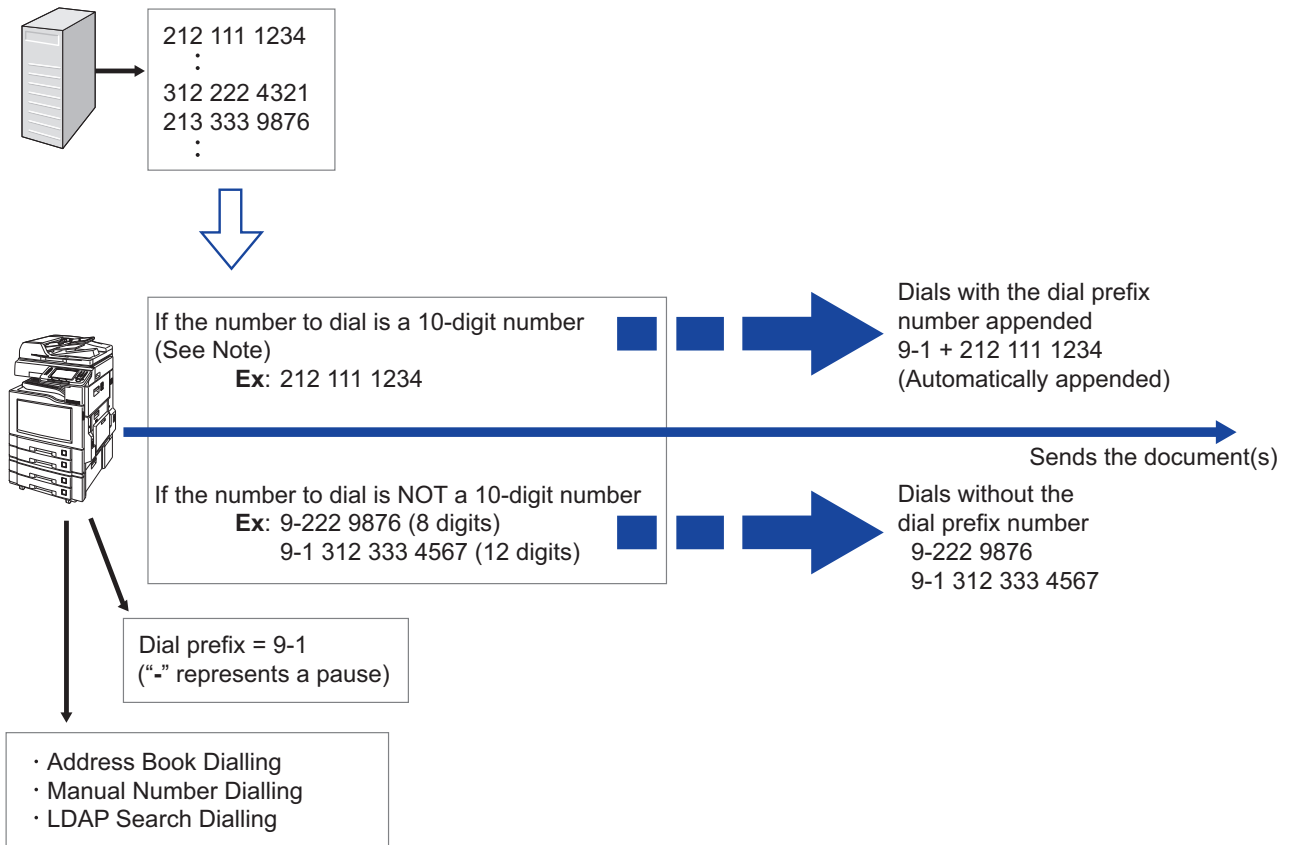 212 111 1234
:
312 222 4321
213 333 9876
:
If the number to dial is a 10-digit number
(See Note)
Ex: 212 111 1234
Dials with the dial prefix
number appended
9-1 + 212 111 1234
(Automatically appended)
Sends the document(s)
If the number to dial is NOT a 10-digit number
Ex: 9-222 9876 (8 digits)
9-1 312 333 4567 (12 digits)
Dials without the
dial prefix number
9-222 9876
9-1 312 333 4567
Dial prefix = 9-1
(“-” represents a pause)
· Address Book Dialling
· Manual Number Dialling
· LDAP Search Dialling